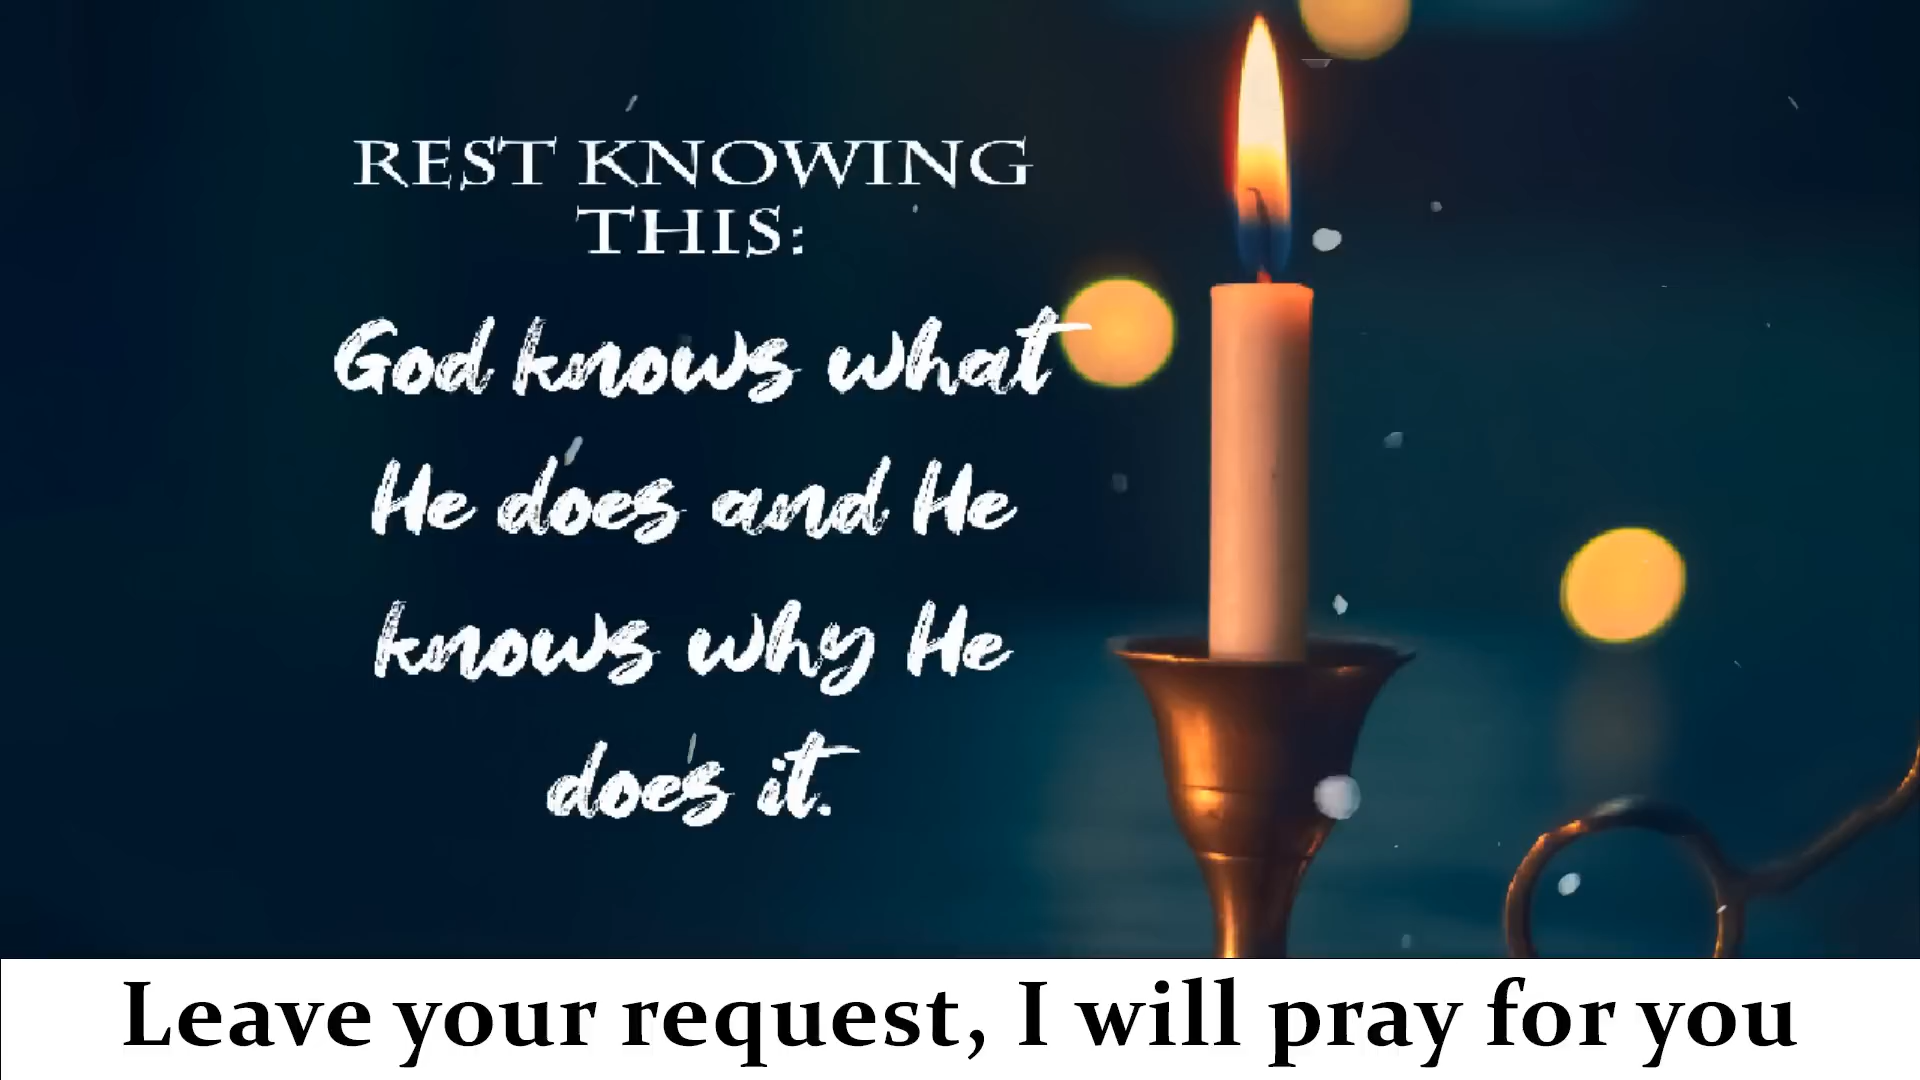 REST KNOWING
THIS:
God knows what
He does and He
knows why He
does it.
Leave your request, I will pray for you